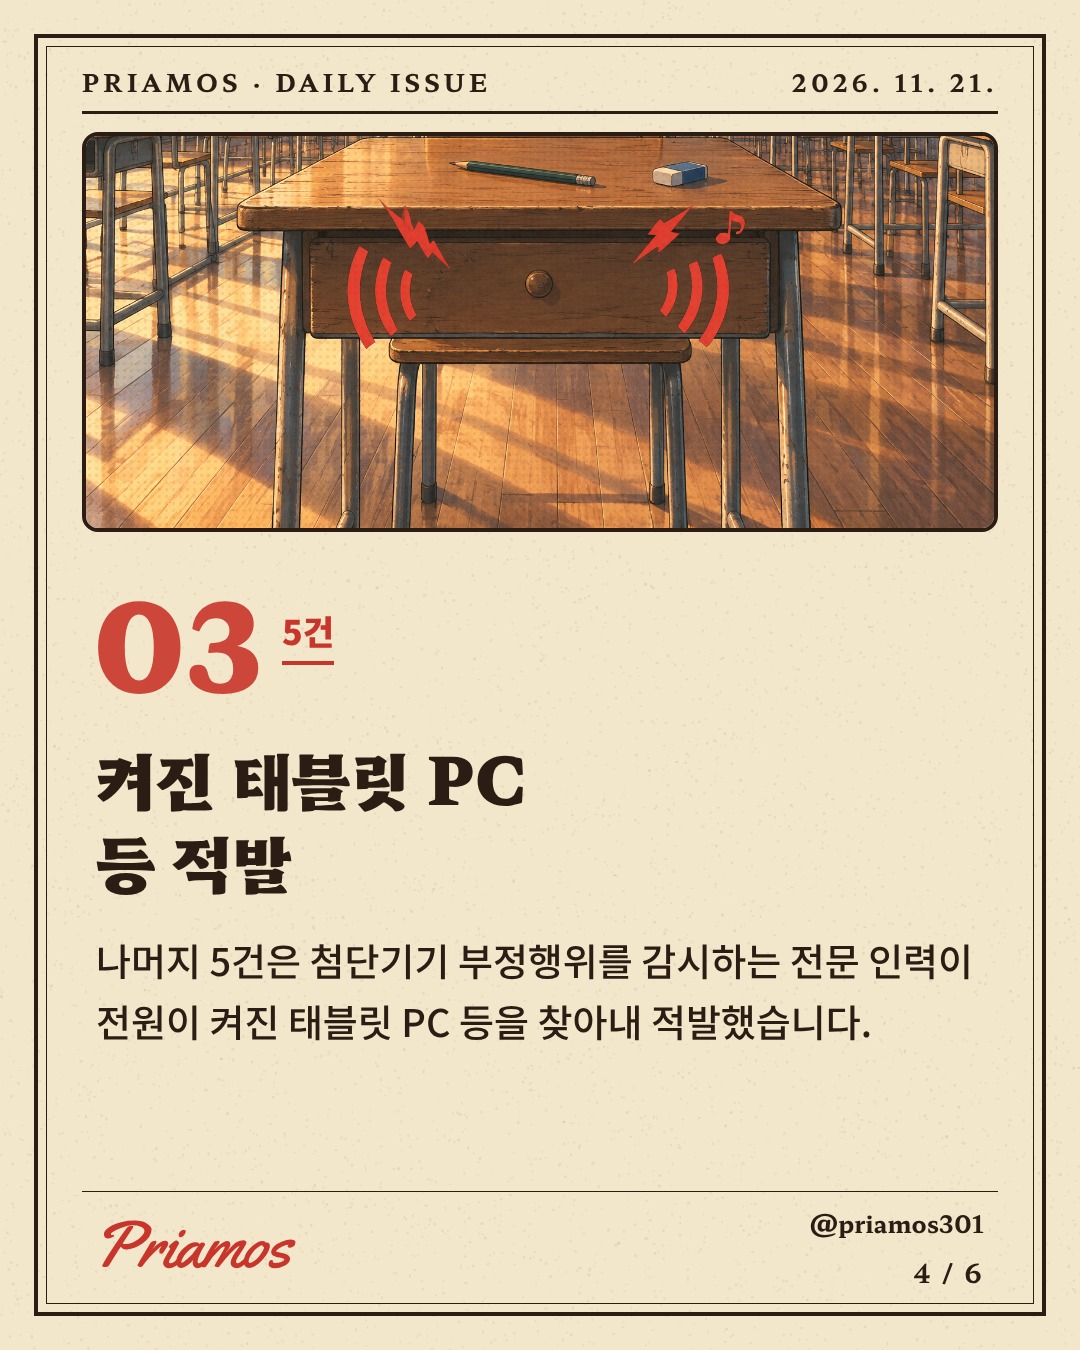 PRIAMOS · DAILY ISSUE
2026. 11. 21.
03
5건
켜진 태블릿 PC
등 적발
나머지 5건은 첨단기기 부정행위를 감시하는 전문 인력이
전원이 켜진 태블릿 PC 등을 찾아내 적발했습니다.
Priamos
@priamos301
4 / 6